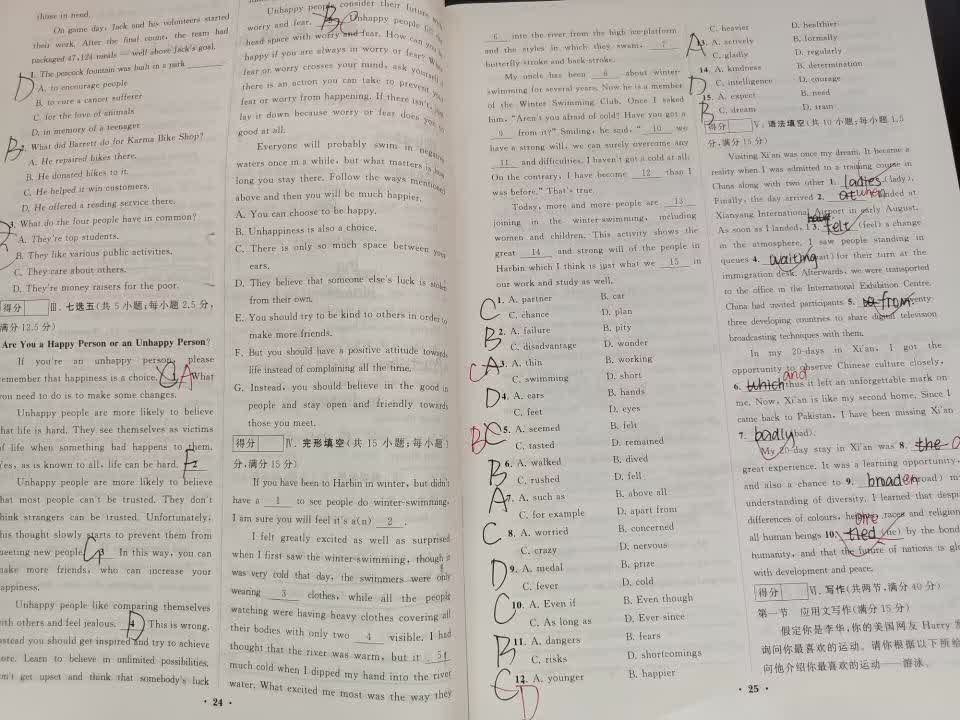 those in need.
On game day, Jack and his volunteers started
their work. After the final count, the team had
packaged 47,124 meals — well above Jack's goal.
D 1. The peacock fountain was built in a park
A. to encourage people
B. to cure a cancer sufferer
C. for the love of animals
D. in memory of a teenager
B 2. What did Barrett do for Karma Bike Shop?
A. He repaired bikes there.
B. He donated bikes to it.
C. He helped it win customers.
D. He offered a reading service there.
3. What do the four people have in common?
A. They're top students.
B. They like various public activities.
C. They care about others.
D. They're money raisers for the poor.
得分 Ⅲ. 七选五(共 5 小题;每小题 2.5 分,
满分 12.5 分)
Are You a Happy Person or an Unhappy Person?
If you're an unhappy person, please
remember that happiness is a choice. 1 A What
you need to do is to make some changes.
Unhappy people are more likely to believe
that life is hard. They see themselves as victims
of life when something bad happens to them.
Yes, as is known to all, life can be hard. E 2
Unhappy people are more likely to believe
that most people can't be trusted. They don't
think strangers can be trusted. Unfortunately,
this thought slowly starts to prevent them from
meeting new people. G 3 In this way, you can
make more friends, who can increase your
happiness.
Unhappy people like comparing themselves
with others and feel jealous. D 4 This is wrong.
Instead you should get inspired and try to achieve
more. Learn to believe in unlimited possibilities.
Don't get upset and think that somebody's luck
· 24 ·
Unhappy people consider their future with
worry and fear. B Unhappy people fill their
head space with worry and fear. How can you be
happy if you are always in worry or fear? When
fear or worry crosses your mind, ask yourself if
there is an action you can take to prevent your
fear or worry from happening. If there isn't,
lay it down because worry or fear does you no
good at all.
Everyone will probably swim in negative
waters once in a while, but what matters is how
long you stay there. Follow the ways mentioned
above and then you will be much happier.
A. You can choose to be happy.
B. Unhappiness is also a choice.
C. There is only so much space between your
ears.
D. They believe that someone else's luck is stolen
from their own.
E. You should try to be kind to others in order to
make more friends.
F. But you should have a positive attitude towards
life instead of complaining all the time.
G. Instead, you should believe in the good in
people and stay open and friendly towards
those you meet.
得分 Ⅳ. 完形填空(共 15 小题;每小题 1
分,满分 15 分)
If you have been to Harbin in winter, but didn't
have a 1 to see people do winter-swimming,
I am sure you will feel it's a(n) 2 .
I felt greatly excited as well as surprised
when I first saw the winter-swimming, though it
was very cold that day, the swimmers were only
wearing 3 clothes, while all the people
watching were having heavy clothes covering all
their bodies with only two 4 visible. I had
thought that the river was warm, but it 5
much cold when I dipped my hand into the river
water. What excited me most was the way they
6 into the river from the high ice-platform
and the styles in which they swam, 7
butterfly-stroke and back-stroke.
My uncle has been 8 about winter-
swimming for several years. Now he is a member
of the Winter Swimming Club. Once I asked
him, "Aren't you afraid of cold? Have you got a
9 from it?" Smiling, he said, " 10 we
have a strong will, we can surely overcome any
11 and difficulties. I haven't got a cold at all.
On the contrary, I have become 12 than I
was before." That's true.
Today, more and more people are 13
joining in the winter-swimming, including
women and children. This activity shows the
great 14 and strong will of the people in
Harbin which I think is just what we 15 in
our work and study as well.
C 1. A. partner B. car
C. chance D. plan
B 2. A. failure B. pity
C. disadvantage D. wonder
C A 3. A. thin B. working
C. swimming D. short
D 4. A. ears B. hands
C. feet D. eyes
B C 5. A. seemed B. felt
C. tasted D. remained
B 6. A. walked B. dived
C. rushed D. fell
A 7. A. such as B. above all
C. for example D. apart from
C 8. A. worried B. concerned
C. crazy D. nervous
D 9. A. medal B. prize
C. fever D. cold
C 10. A. Even if B. Even though
C. As long as D. Ever since
B 11. A. dangers B. fears
C. risks D. shortcomings
C D 12. A. younger B. happier
C. heavier D. healthier
A 13. A. actively B. formally
C. gladly D. regularly
D 14. A. kindness B. determination
C. intelligence D. courage
B 15. A. expect B. need
C. dream D. train
得分 Ⅴ. 语法填空(共 10 小题;每小题 1.5
分,满分 15 分)
Visiting Xi'an was once my dream. It became a
reality when I was admitted to a training course in
China along with two other 1. ladies (lady).
Finally, the day arrived 2. at when landed at
Xianyang International Airport in early August.
As soon as I landed, I 3. felt (feel) a change
in the atmosphere. I saw people standing in
queues 4. waiting (wait) for their turn at the
immigration desk. Afterwards, we were transported
to the office in the International Exhibition Centre.
China had invited participants 5. from twenty-
three developing countries to share digital television
broadcasting techniques with them.
In my 20-days in Xi'an, I got the
opportunity to observe Chinese culture closely,
6. which and thus it left an unforgettable mark on
me. Now, Xi'an is like my second home. Since I
came back to Pakistan, I have been missing Xi'an
7. badly (bad).
My 20-day stay in Xi'an was 8. the a
great experience. It was a learning opportunity,
and also a chance to 9. broaden (broad)
understanding of diversity. I learned that despite
differences of colours, races and religions
all human beings 10. tied are (tie) by the bond
humanity, and that the future of nations is
with development and peace.
得分 Ⅵ. 写作(共两节,满分 40 分)
第一节 应用文写作(满分 15 分)
假定你是李华,你的美国网友 Harry
询问你最喜欢的运动。请你根据以下所给
问他介绍你最喜欢的运动——游泳。
· 25 ·